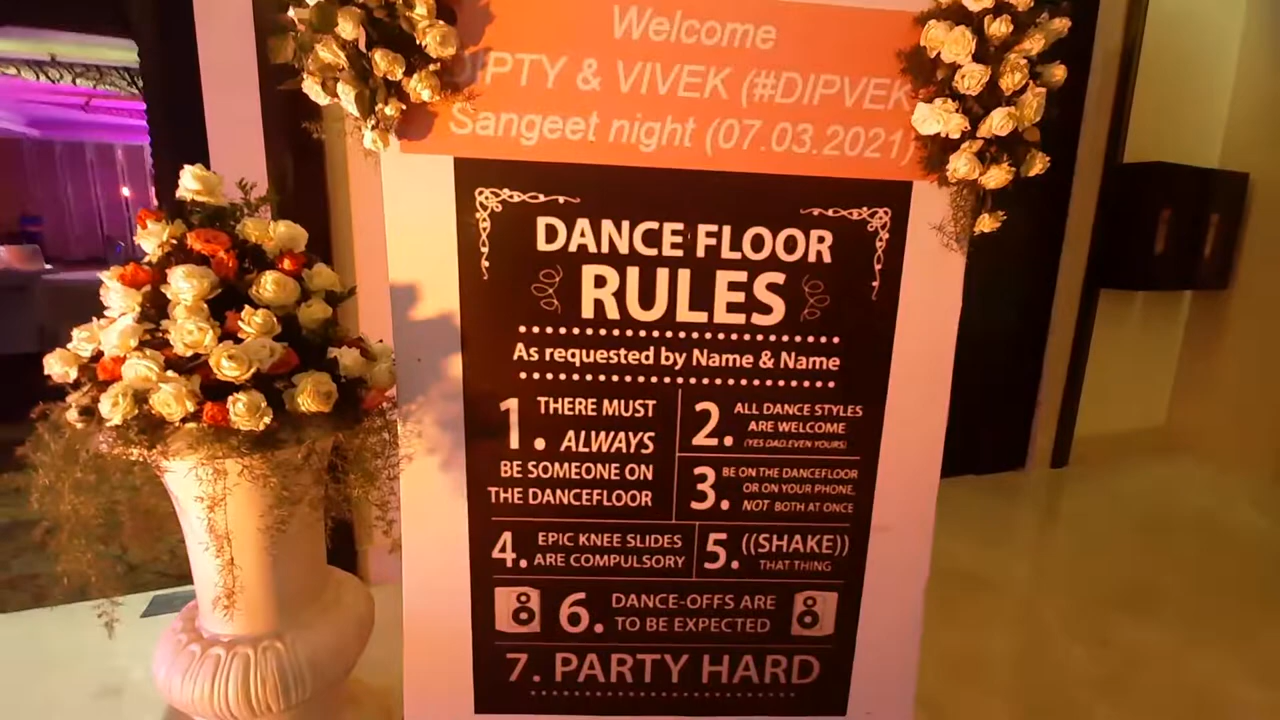 Welcome
DIPTY & VIVEK (#DIPVEK
Sangeet night (07.03.2021)
DANCE FLOOR
RULES
As requested by Name & Name
1. THERE MUST
ALWAYS
BE SOMEONE ON
THE DANCEFLOOR
2. ALL DANCE STYLES
ARE WELCOME
(YES DAD.EVEN YOURS)
3. BE ON THE DANCEFLOOR
OR ON YOUR PHONE,
NOT BOTH AT ONCE
4. EPIC KNEE SLIDES
ARE COMPULSORY
5. ((SHAKE))
THAT THING
6. DANCE-OFFS ARE
TO BE EXPECTED
7. PARTY HARD